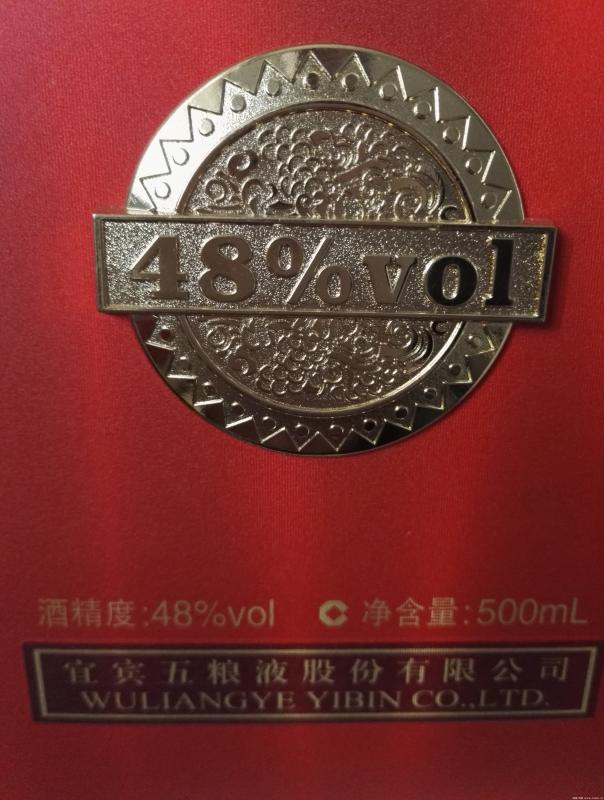 48%vol
酒精度:48%vol 净含量:500mL
宜宾五粮液股份有限公司
WULIANGYE YIBIN CO.,LTD.